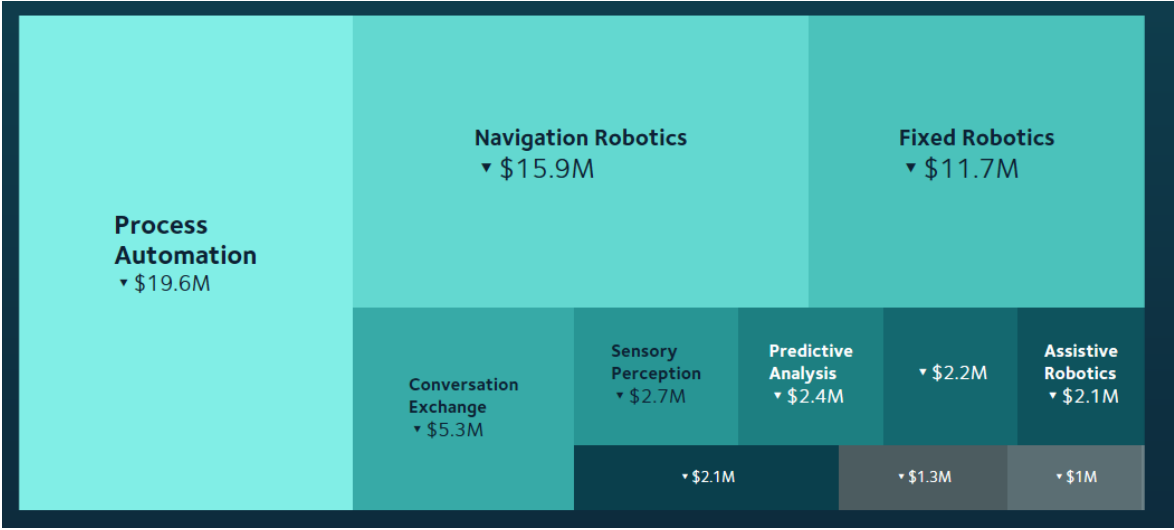 Process
Automation
▼ $19.6M
Navigation Robotics
▼ $15.9M
Fixed Robotics
▼ $11.7M
Conversation
Exchange
▼ $5.3M
Sensory
Perception
▼ $2.7M
Predictive
Analysis
▼ $2.4M
▼ $2.2M
Assistive
Robotics
▼ $2.1M
▼ $2.1M
▼ $1.3M
▼ $1M